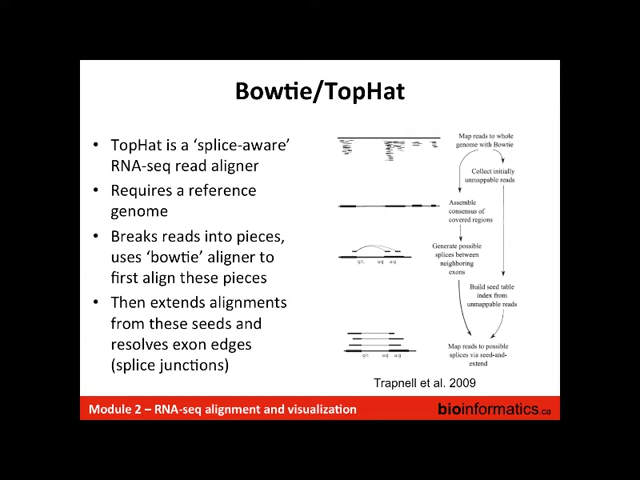 Bowtie/TopHat
• TopHat is a ‘splice-aware’
RNA-seq read aligner
• Requires a reference
genome
• Breaks reads into pieces,
uses ‘bowtie’ aligner to
first align these pieces
• Then extends alignments
from these seeds and
resolves exon edges
(splice junctions)
Map reads to whole
genome with Bowtie
Collect initially
unmappable reads
Assemble
consensus of
covered regions
Generate possible
splices between
neighboring
exons
Build seed table
index from
unmappable reads
Map reads to possible
splices via seed-and-
extend
Trapnell et al. 2009
Module 2 – RNA-seq alignment and visualization
bioinformatics.ca